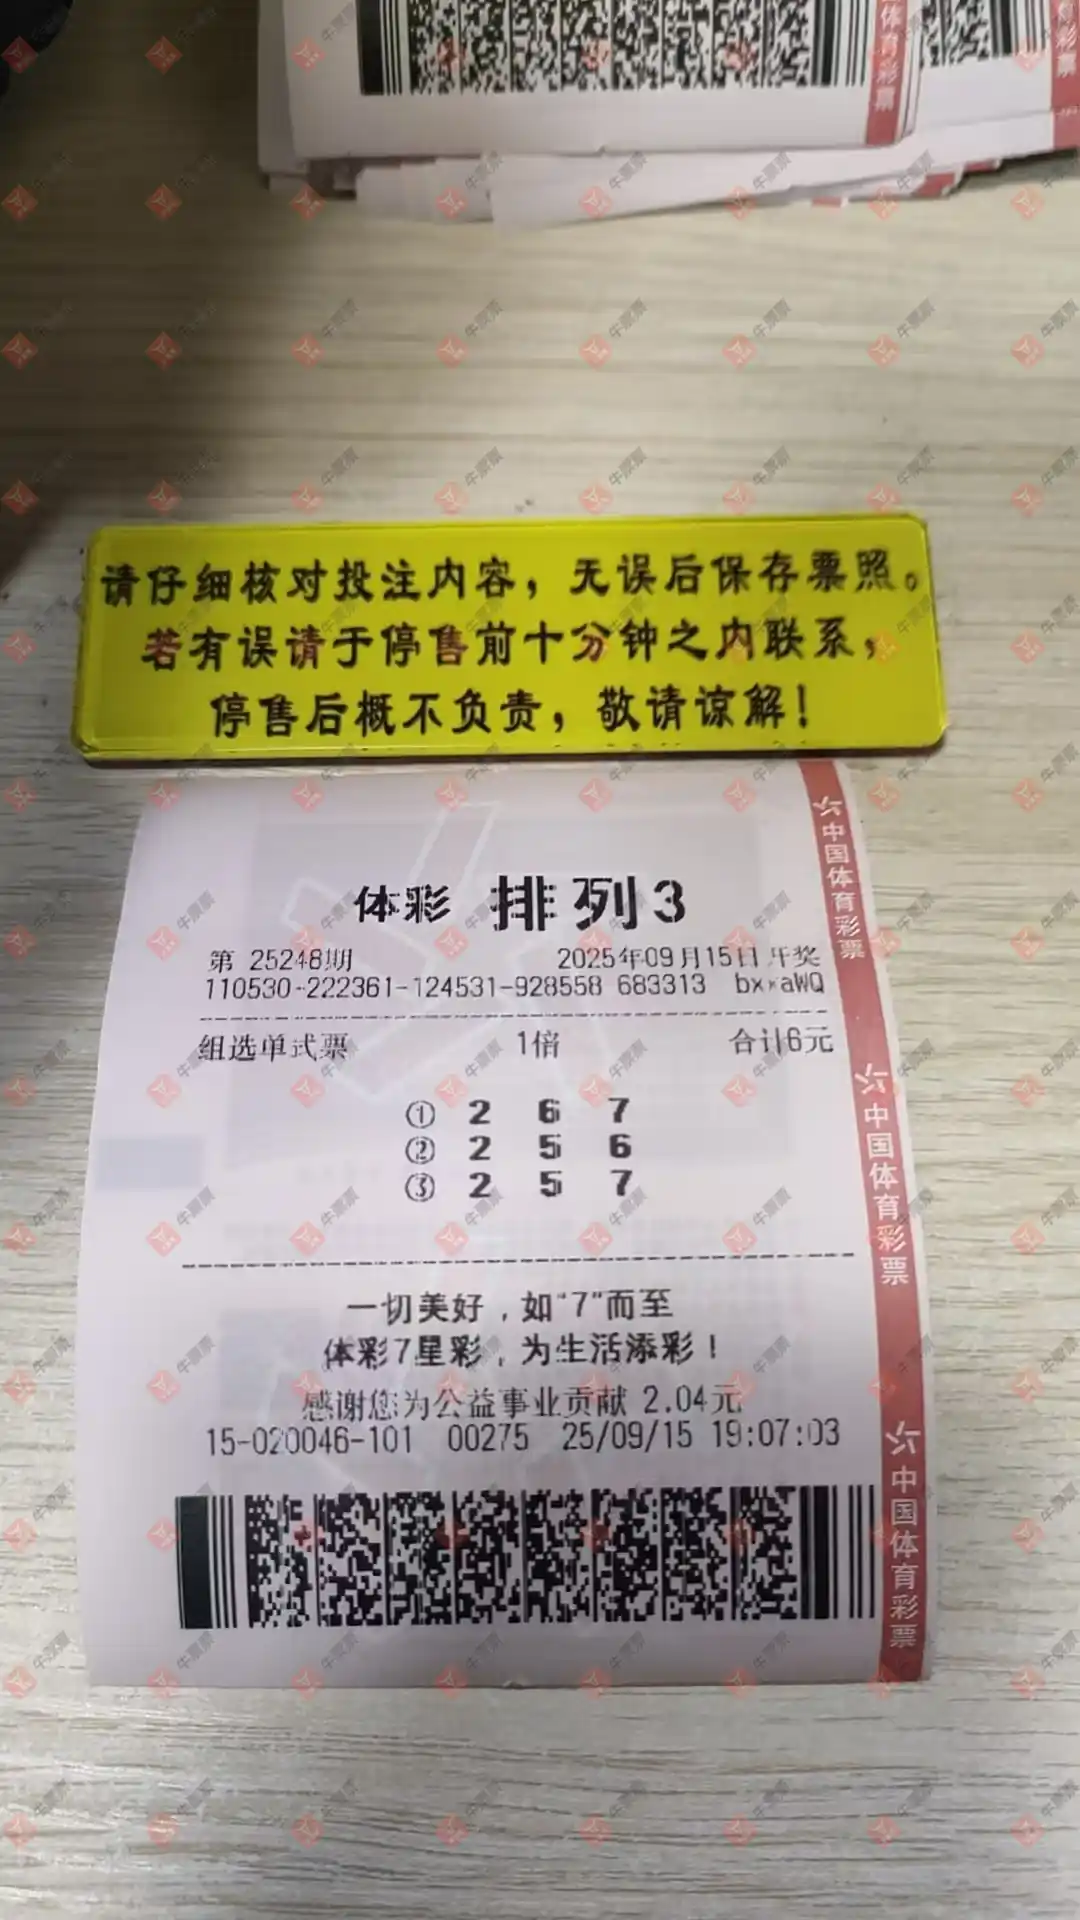 请仔细核对投注内容，无误后保存票照。
若有误请于停售前十分钟之内联系，
停售后概不负责，敬请谅解！
体彩 排列3
第 25248期 2025年09月15日开奖
110530-222361-124531-928558 683313
组选单式票 1倍 合计6元
① 2 6 7
② 2 5 6
③ 2 5 7
一切美好，如“7”而至
体彩7星彩，为生活添彩！
感谢您为公益事业贡献 2.04元
15-020046-101 00275 25/09/15 19:07:03
中国体育彩票
中国体育彩票
中国体育彩票